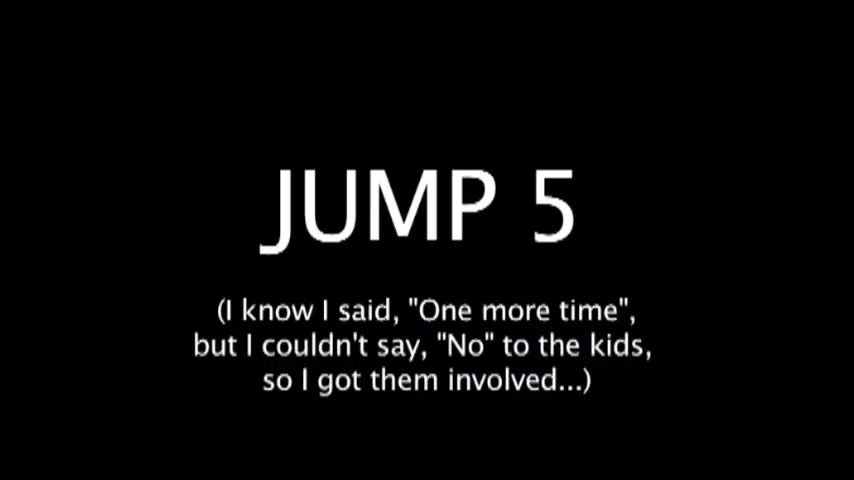 JUMP 5
(I know I said, "One more time",
but I couldn't say, "No" to the kids,
so I got them involved...)